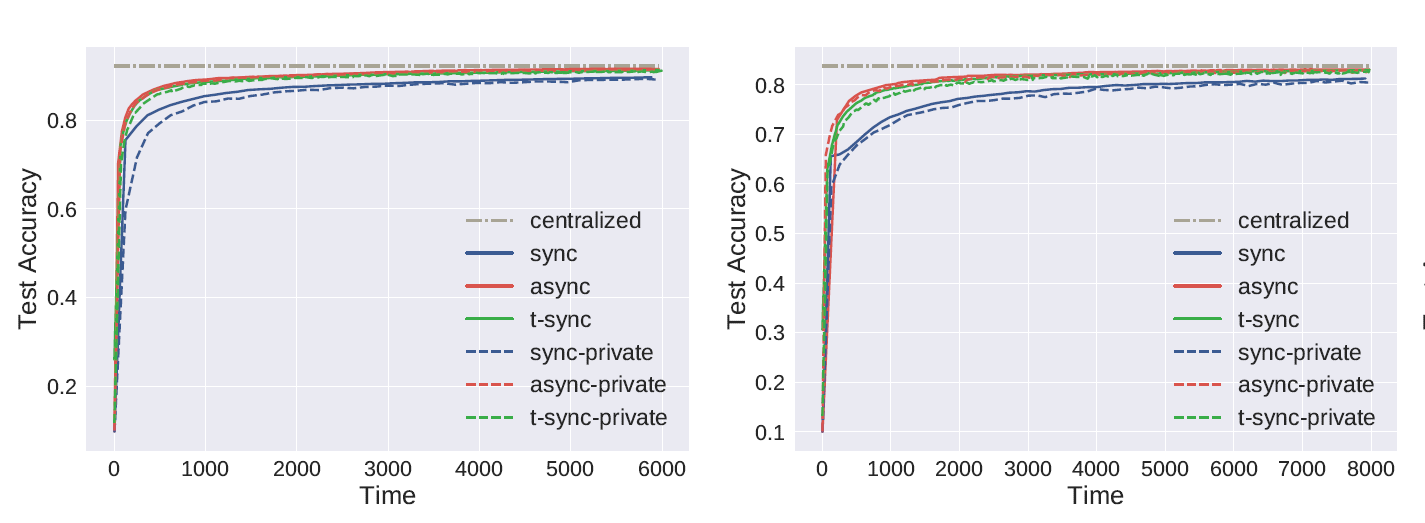 Test Accuracy
0.8
0.6
0.4
0.2
centralized
sync
async
t-sync
sync-private
async-private
t-sync-private
0 1000 2000 3000 4000 5000 6000
Time
Test Accuracy
0.8
0.7
0.6
0.5
0.4
0.3
0.2
0.1
centralized
sync
async
t-sync
sync-private
async-private
t-sync-private
0 1000 2000 3000 4000 5000 6000 7000 8000
Time